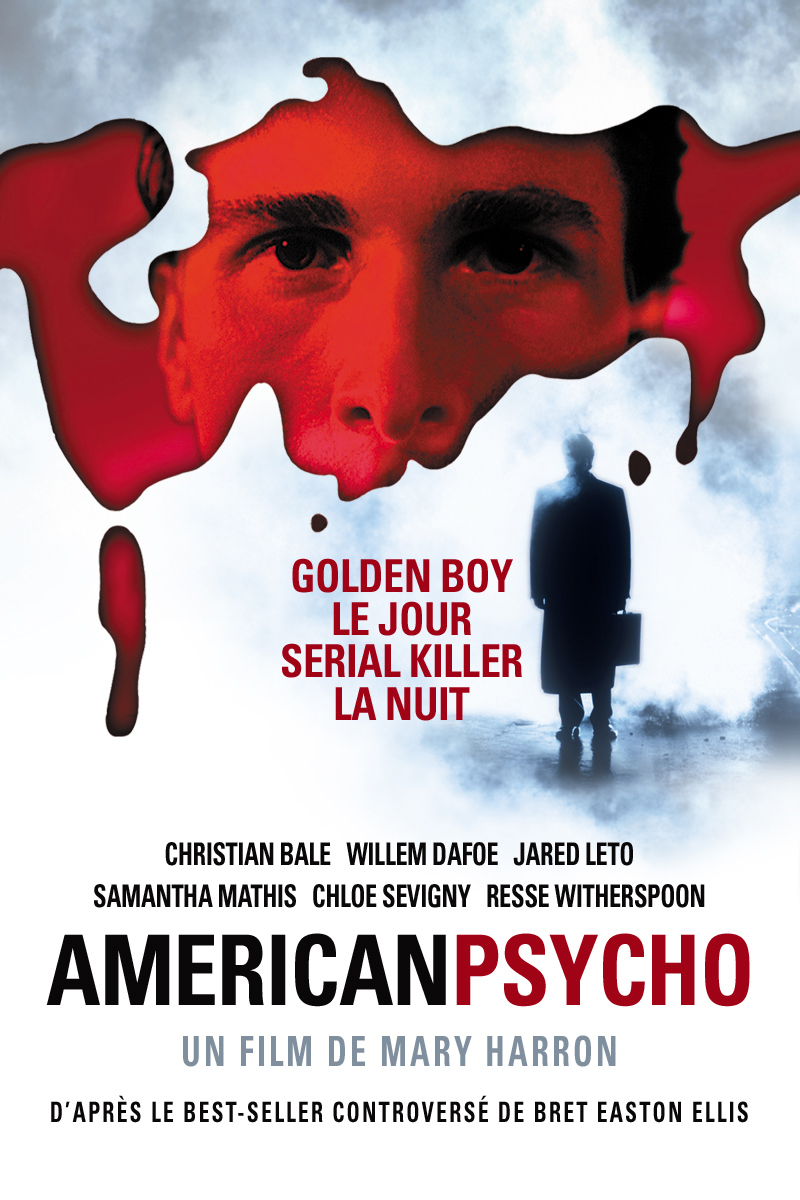 GOLDEN BOY
LE JOUR
SERIAL KILLER
LA NUIT
CHRISTIAN BALE WILLEM DAFOE JARED LETO
SAMANTHA MATHIS CHLOE SEVIGNY RESSE WITHERSPOON
AMERICANPSYCHO
UN FILM DE MARY HARRON
D'APRÈS LE BEST-SELLER CONTROVERSÉ DE BRET EASTON ELLIS